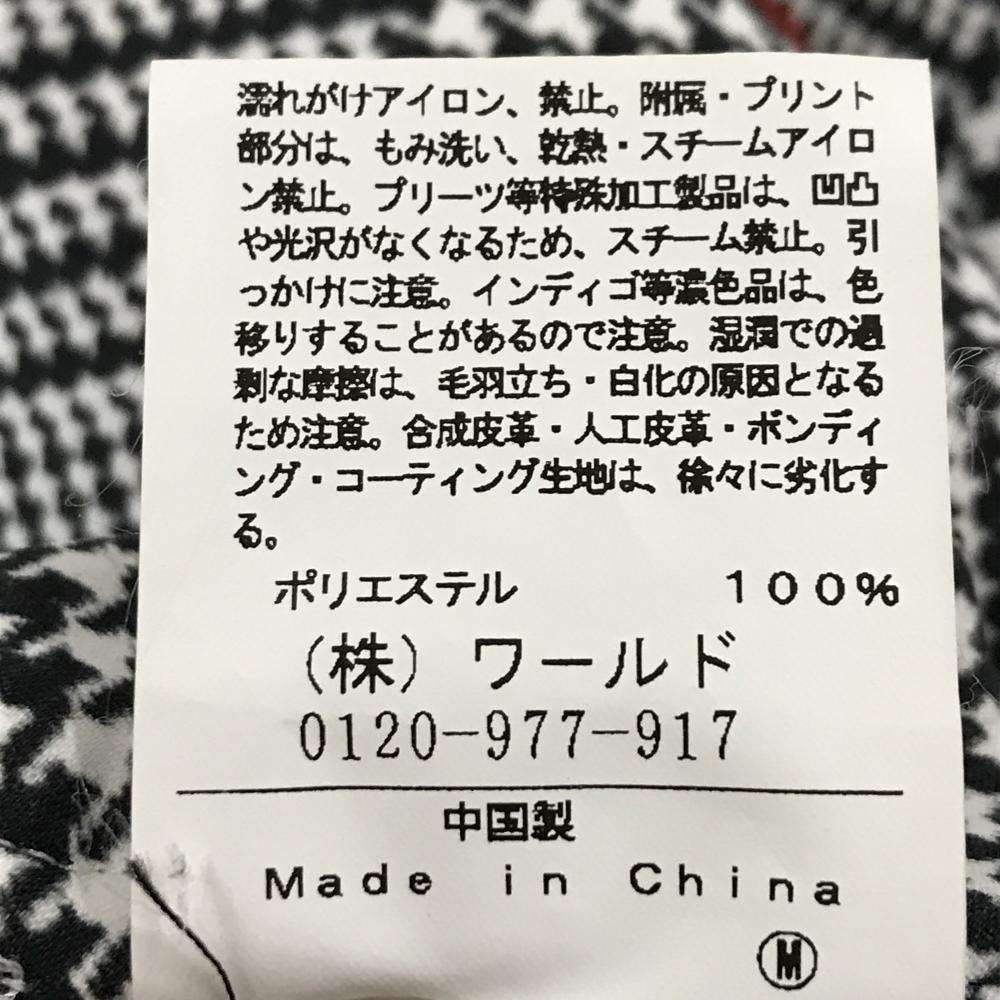 濡れがけアイロン、禁止。附属・プリント
部分は、もみ洗い、乾熱・スチームアイロ
ン禁止。プリーツ等特殊加工製品は、凹凸
や光沢がなくなるため、スチーム禁止。引
っかけに注意。インディゴ等濃色品は、色
移りすることがあるので注意。湿潤での過
剰な摩擦は、毛羽立ち・白化の原因となる
ため注意。合成皮革・人工皮革・ボンディ
ング・コーティング生地は、徐々に劣化す
る。
ポリエステル 100%
(株) ワールド
0120-977-917
中国製
Made in China
M